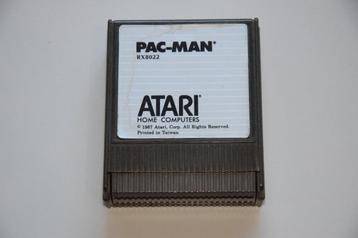 PAC-MAN®
RX8022
ATARI®
HOME COMPUTERS
© 1987 Atari, Corp. All Rights Reserved.
Printed in Taiwan